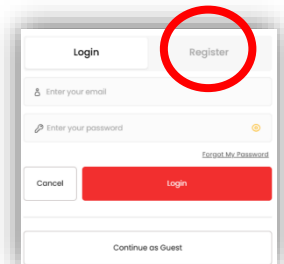 Login Register
Enter your email
Enter your password
Forgot My Password
Cancel Login
Continue as Guest